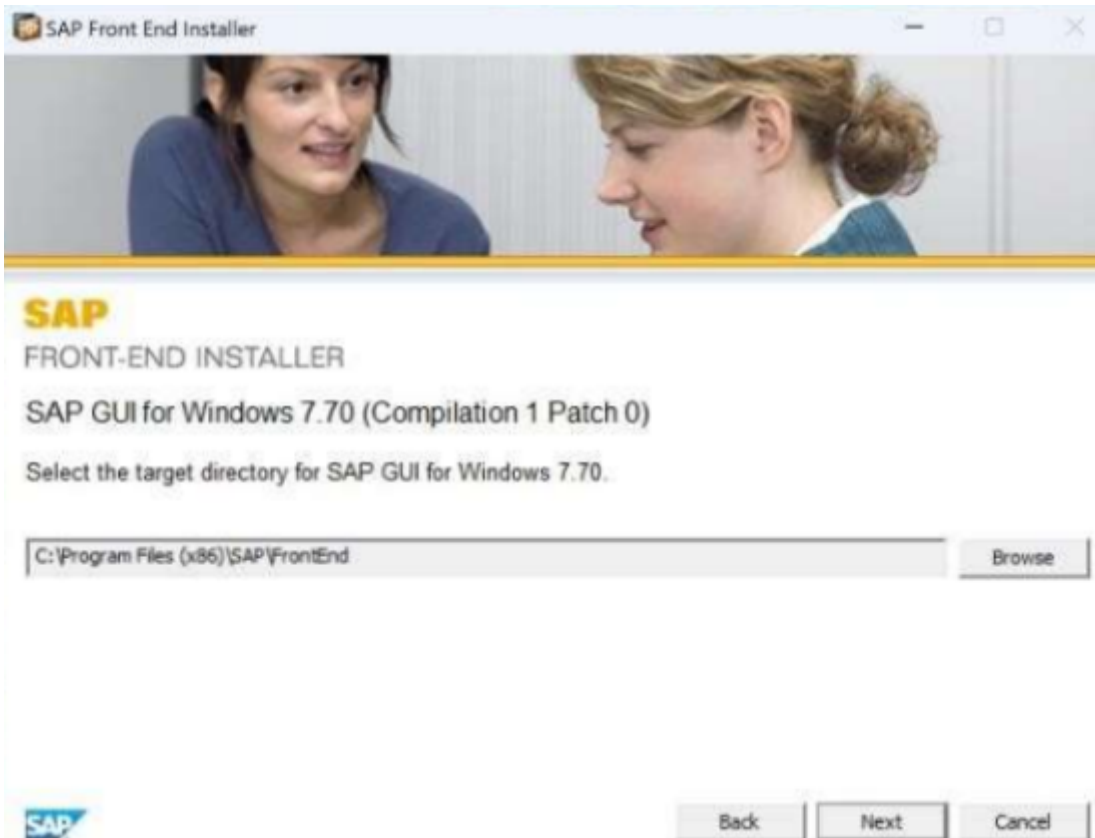 SAP Front End Installer
SAP
FRONT-END INSTALLER
SAP GUI for Windows 7.70 (Compilation 1 Patch 0)
Select the target directory for SAP GUI for Windows 7.70.
C:\Program Files (x86)\SAP\FrontEnd
Browse
SAP
Back
Next
Cancel